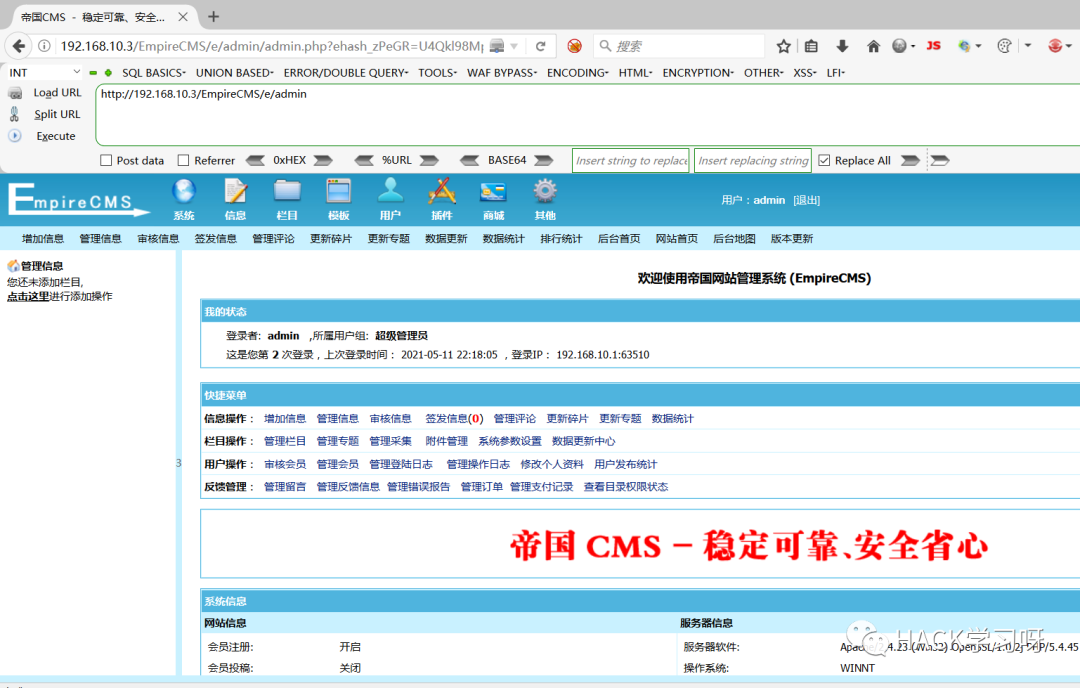 帝国CMS - 稳定可靠、安全...
192.168.10.3/EmpireCMS/e/admin/admin.php?ehash_zPeGR=U4Qkl98M
搜索
JS
INT SQL BASICS UNION BASED ERROR/DOUBLE QUERY TOOLS WAF BYPASS ENCODING HTML ENCRYPTION OTHER XSS LFI
Load URL http://192.168.10.3/EmpireCMS/e/admin
Split URL
Execute
Post data Referrer 0xHEX %URL BASE64 Insert string to replace Insert replacing string Replace All
EmpireCMS
系统 信息 栏目 模板 用户 插件 商城 其他
用户：admin [退出]
增加信息 管理信息 审核信息 签发信息 管理评论 更新碎片 更新专题 数据更新 数据统计 排行统计 后台首页 网站首页 后台地图 版本更新
管理信息
您还未添加栏目,
点击这里进行添加操作
3
欢迎使用帝国网站管理系统 (EmpireCMS)
我的状态
登录者: admin ,所属用户组: 超级管理员
这是您第 2 次登录，上次登录时间： 2021-05-11 22:18:05 ，登录IP： 192.168.10.1:63510
快捷菜单
信息操作： 增加信息 管理信息 审核信息 签发信息(0) 管理评论 更新碎片 更新专题 数据统计
栏目操作： 管理栏目 管理专题 管理采集 附件管理 系统参数设置 数据更新中心
用户操作： 审核会员 管理会员 管理登陆日志 管理操作日志 修改个人资料 用户发布统计
反馈管理： 管理留言 管理反馈信息 管理错误报告 管理订单 管理支付记录 查看目录权限状态
帝国 CMS – 稳定可靠、安全省心
系统信息
网站信息 服务器信息
会员注册: 开启 服务器软件: Apache/2.4.23 (Win32) OpenSSL/1.0.2j PHP/5.4.45
会员投稿: 关闭 操作系统: WINNT
HACK学习呀